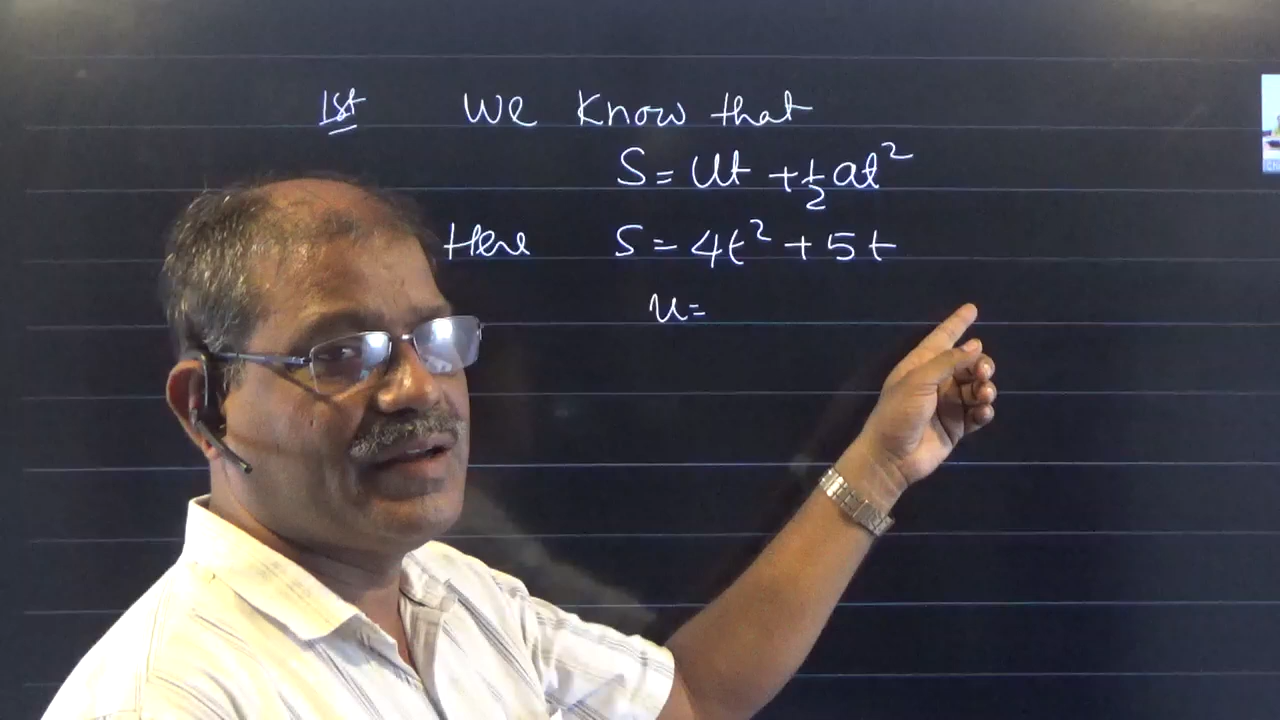 1st We Know that
S = Ut + 1/2 at²
Here S = 4t² + 5t
u =